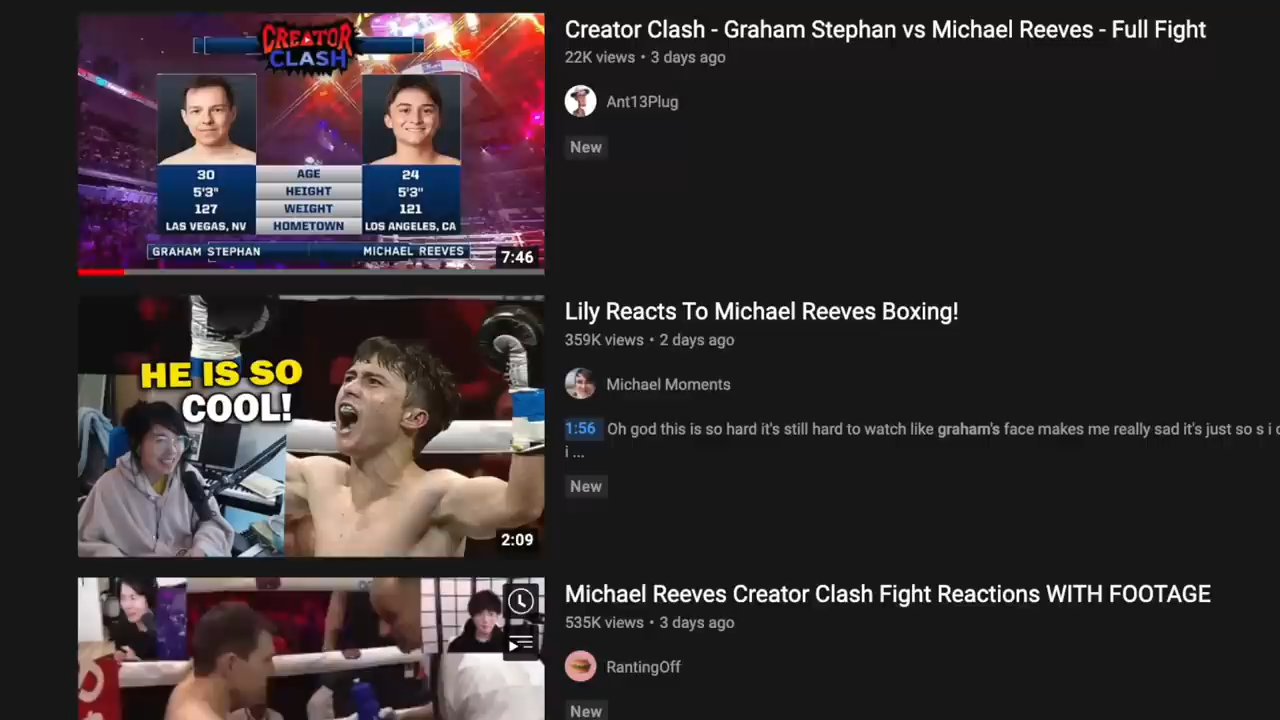 CREATOR
CLASH
30 AGE 24
5'3" HEIGHT 5'3"
127 WEIGHT 121
LAS VEGAS, NV HOMETOWN LOS ANGELES, CA
GRAHAM STEPHAN MICHAEL REEVES
7:46
Creator Clash - Graham Stephan vs Michael Reeves - Full Fight
22K views • 3 days ago
Ant13Plug
New
HE IS SO
COOL!
2:09
Lily Reacts To Michael Reeves Boxing!
359K views • 2 days ago
Michael Moments
1:56 Oh god this is so hard it's still hard to watch like graham's face makes me really sad it's just so s i
i ...
New
Michael Reeves Creator Clash Fight Reactions WITH FOOTAGE
535K views • 3 days ago
RantingOff
New